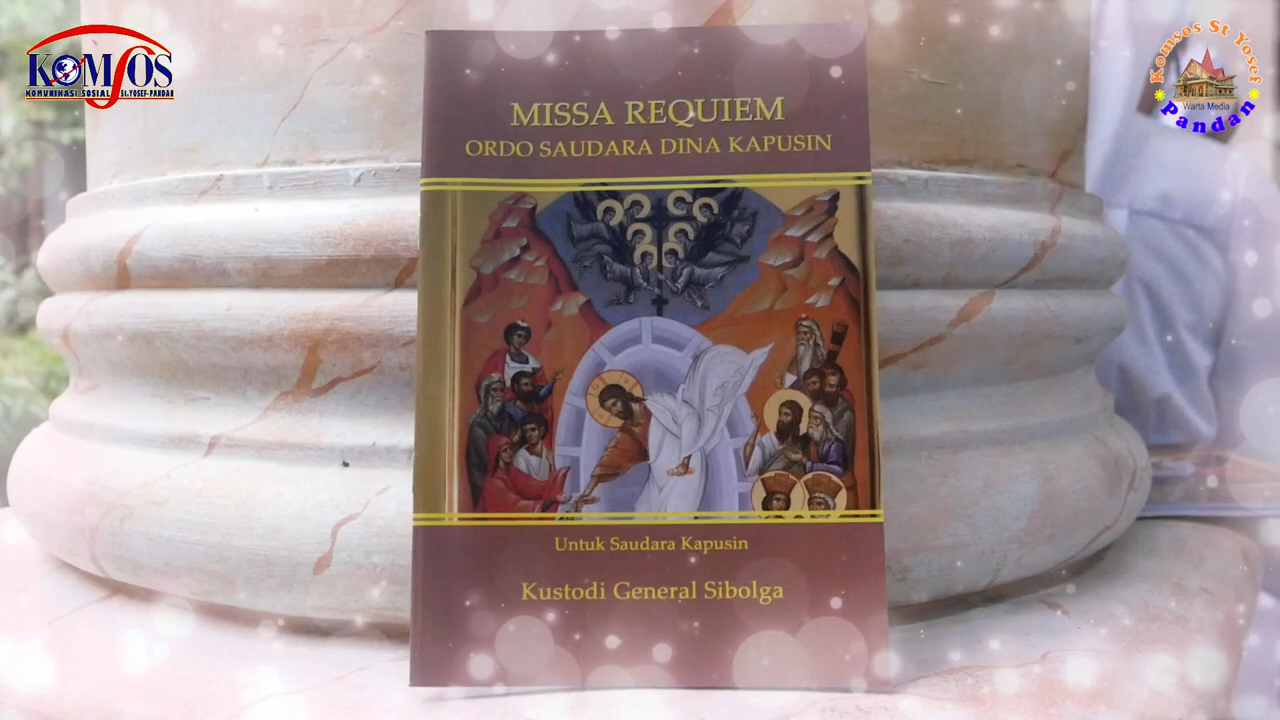 KOMSOS
KOMUNIKASI SOSIAL St.YOSEF-PANDAN
Komsos St Yosef
Warta Media
Pandan
MISSA REQUIEM
ORDO SAUDARA DINA KAPUSIN
Untuk Saudara Kapusin
Kustodi General Sibolga